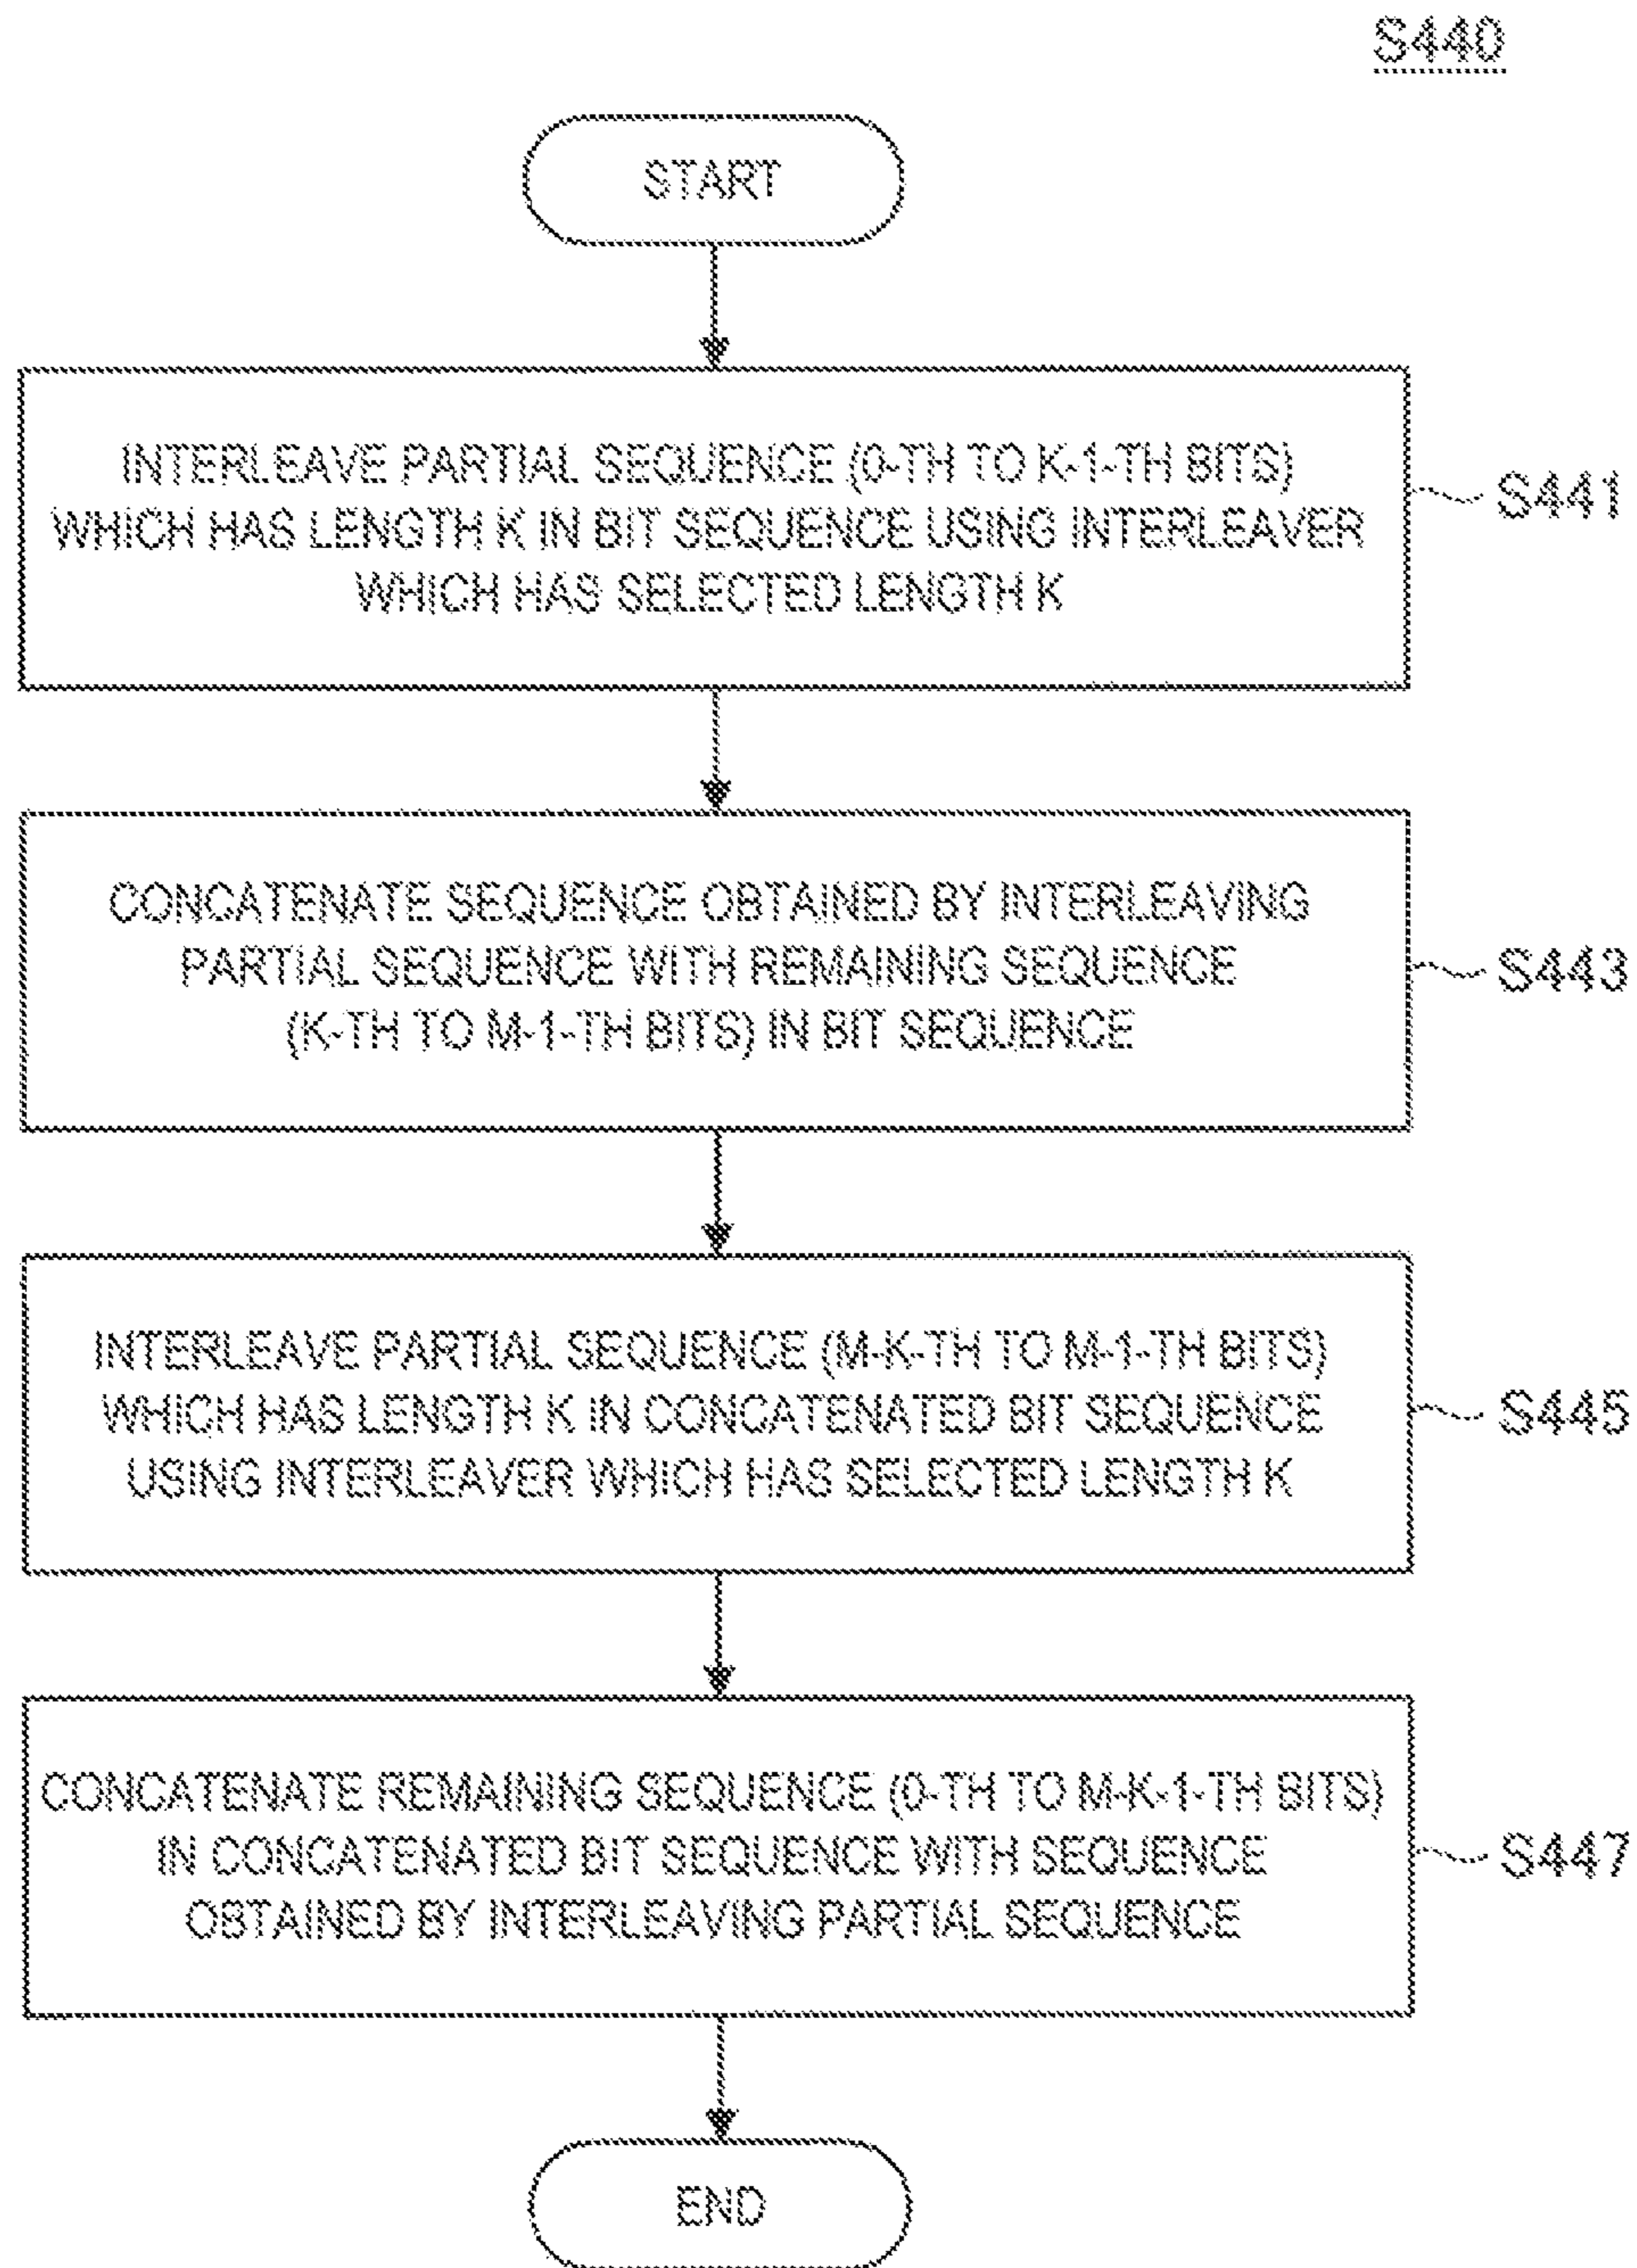 S440
START
INTERLEAVE PARTIAL SEQUENCE (0-TH TO K-1-TH BITS)
WHICH HAS LENGTH K IN BIT SEQUENCE USING INTERLEAVER
WHICH HAS SELECTED LENGTH K
S441
CONCATENATE SEQUENCE OBTAINED BY INTERLEAVING
PARTIAL SEQUENCE WITH REMAINING SEQUENCE
(K-TH TO M-1-TH BITS) IN BIT SEQUENCE
S443
INTERLEAVE PARTIAL SEQUENCE (M-K-TH TO M-1-TH BITS)
WHICH HAS LENGTH K IN CONCATENATED BIT SEQUENCE
USING INTERLEAVER WHICH HAS SELECTED LENGTH K
S445
CONCATENATE REMAINING SEQUENCE (0-TH TO M-K-1-TH BITS)
IN CONCATENATED BIT SEQUENCE WITH SEQUENCE
OBTAINED BY INTERLEAVING PARTIAL SEQUENCE
S447
END